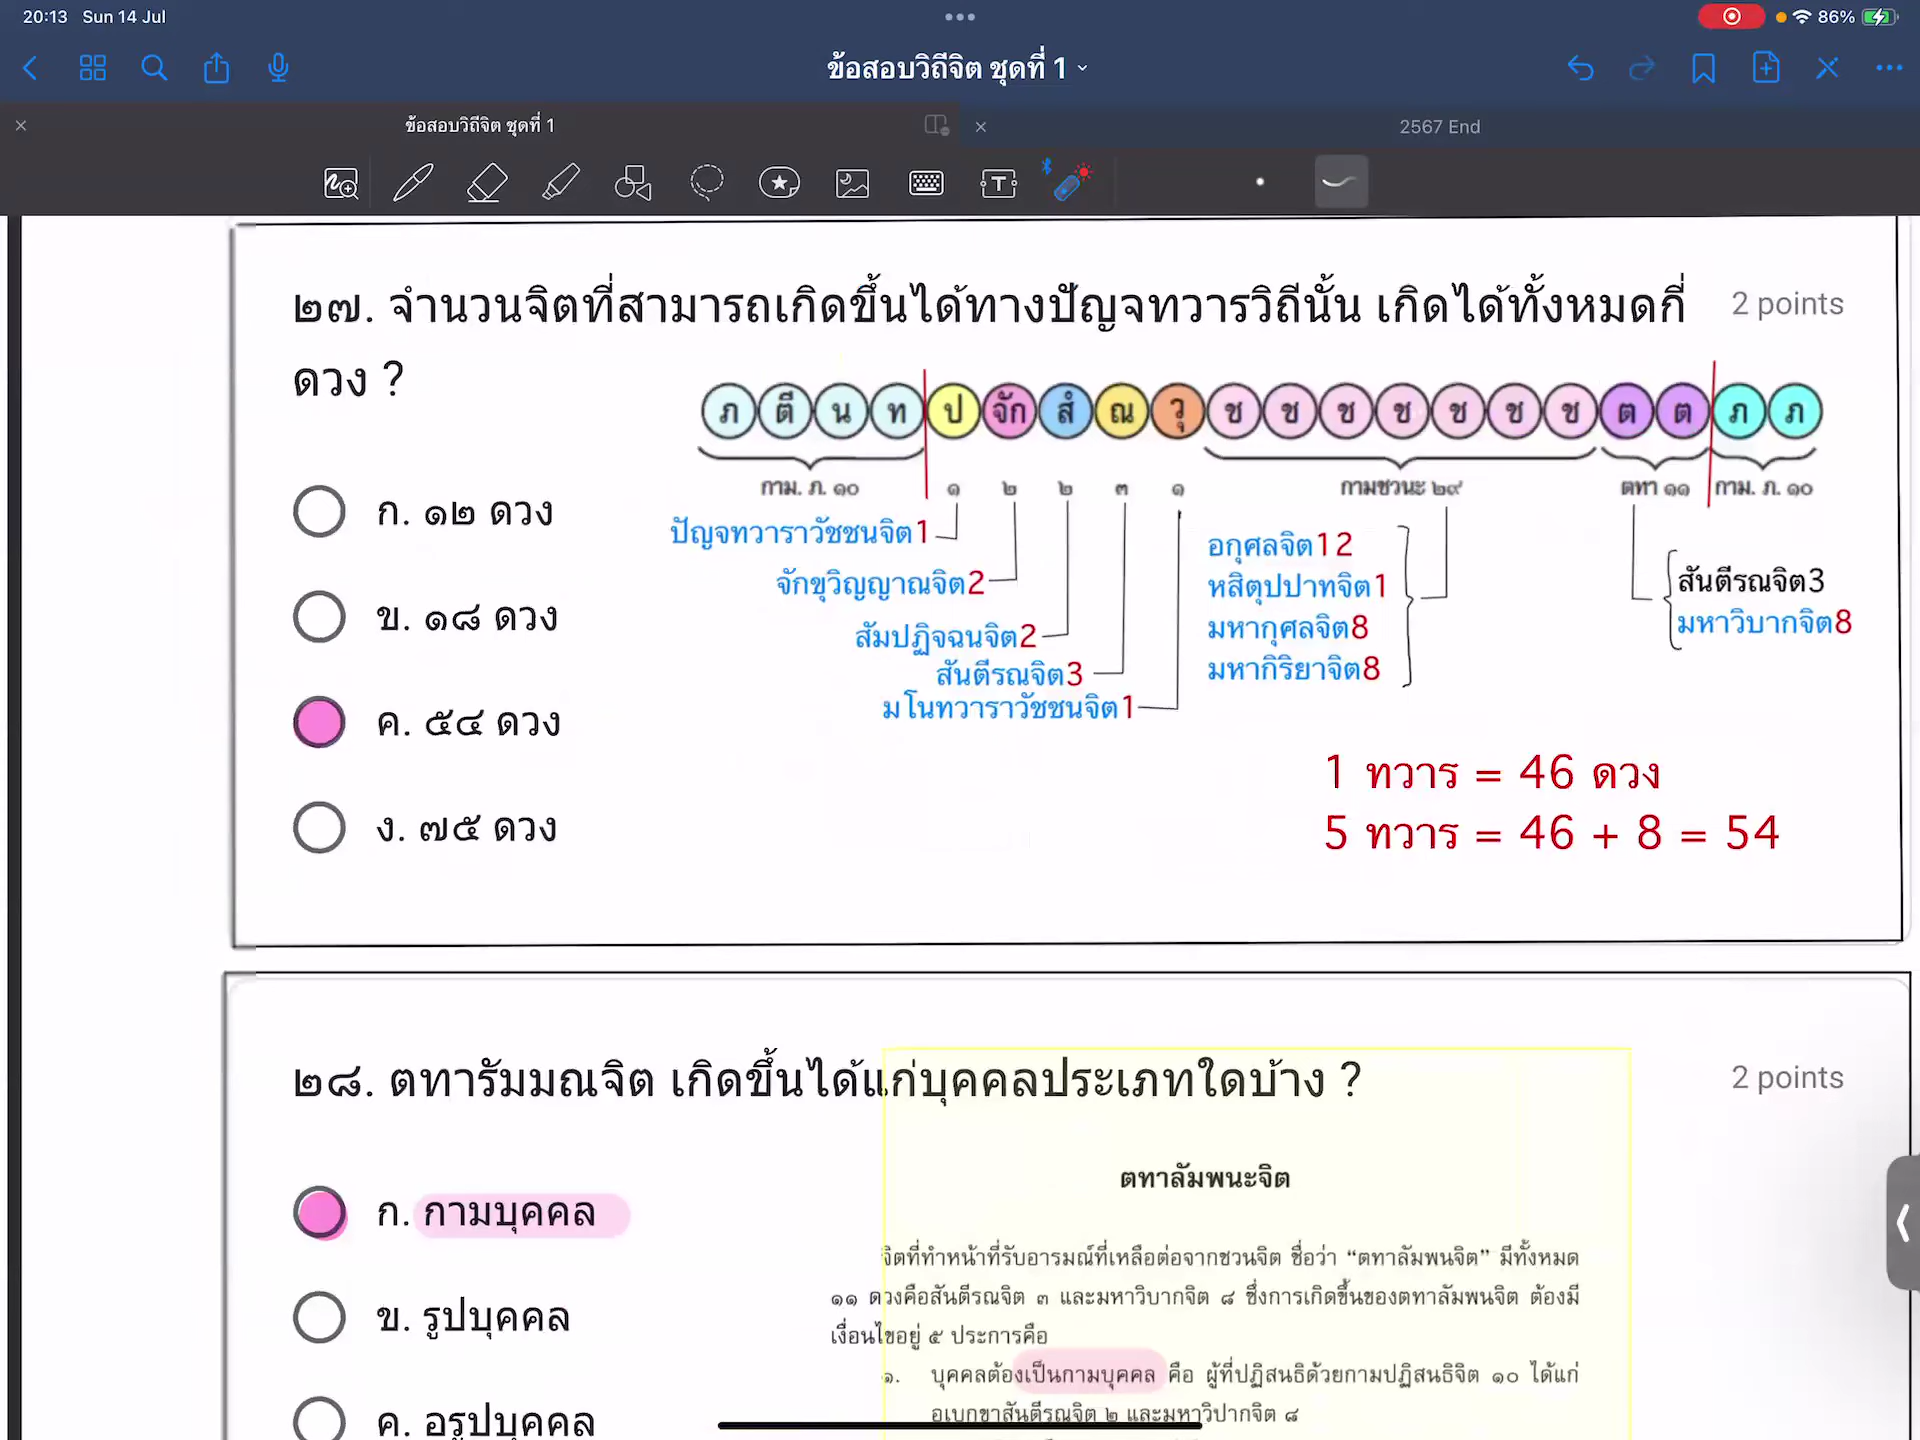 20:13 Sun 14 Jul
86%
ข้อสอบวิถีจิต ชุดที่ 1
ข้อสอบวิถีจิต ชุดที่ 1
2567 End
๒๗. จำนวนจิตที่สามารถเกิดขึ้นได้ทางปัญจทวารวิถีนั้น เกิดได้ทั้งหมดกี่
ดวง ?
2 points
ภ ตี น ท ป จัก สํ ณ วุ ช ช ช ช ช ช ช ต ต ภ ภ
กาม. ภ. ๑๐ ๑ ๒ ๒ ๓ ๑ กามชวนะ ๒๙ ตทา ๑๑ กาม. ภ. ๑๐
ก. ๑๒ ดวง
ข. ๑๘ ดวง
ค. ๕๔ ดวง
ง. ๗๕ ดวง
ปัญจทวาราวัชชนจิต1
จักขุวิญญาณจิต2
สัมปฏิจฉนจิต2
สันตีรณจิต3
มโนทวาราวัชชนจิต1
อกุศลจิต12
หสิตุปปาทจิต1
มหากุศลจิต8
มหากิริยาจิต8
สันตีรณจิต3
มหาวิบากจิต8
1 ทวาร = 46 ดวง
5 ทวาร = 46 + 8 = 54
๒๘. ตทารัมมณจิต เกิดขึ้นได้แก่บุคคลประเภทใดบ้าง ?
2 points
ก. กามบุคคล
ข. รูปบุคคล
ค. อรูปบุคคล
ตทาลัมพนะจิต
จิตที่ทำหน้าที่รับอารมณ์ที่เหลือต่อจากชวนจิต ชื่อว่า “ตทาลัมพนจิต” มีทั้งหมด
๑๑ ดวงคือสันตีรณจิต ๓ และมหาวิบากจิต ๘ ซึ่งการเกิดขึ้นของตทาลัมพนจิต ต้องมี
เงื่อนไขอยู่ ๕ ประการคือ
๑. บุคคลต้องเป็นกามบุคคล คือ ผู้ที่ปฏิสนธิด้วยกามปฏิสนธิจิต ๑๐ ได้แก่
อุเบกขาสันตีรณจิต ๒ และมหาวิปากจิต ๘